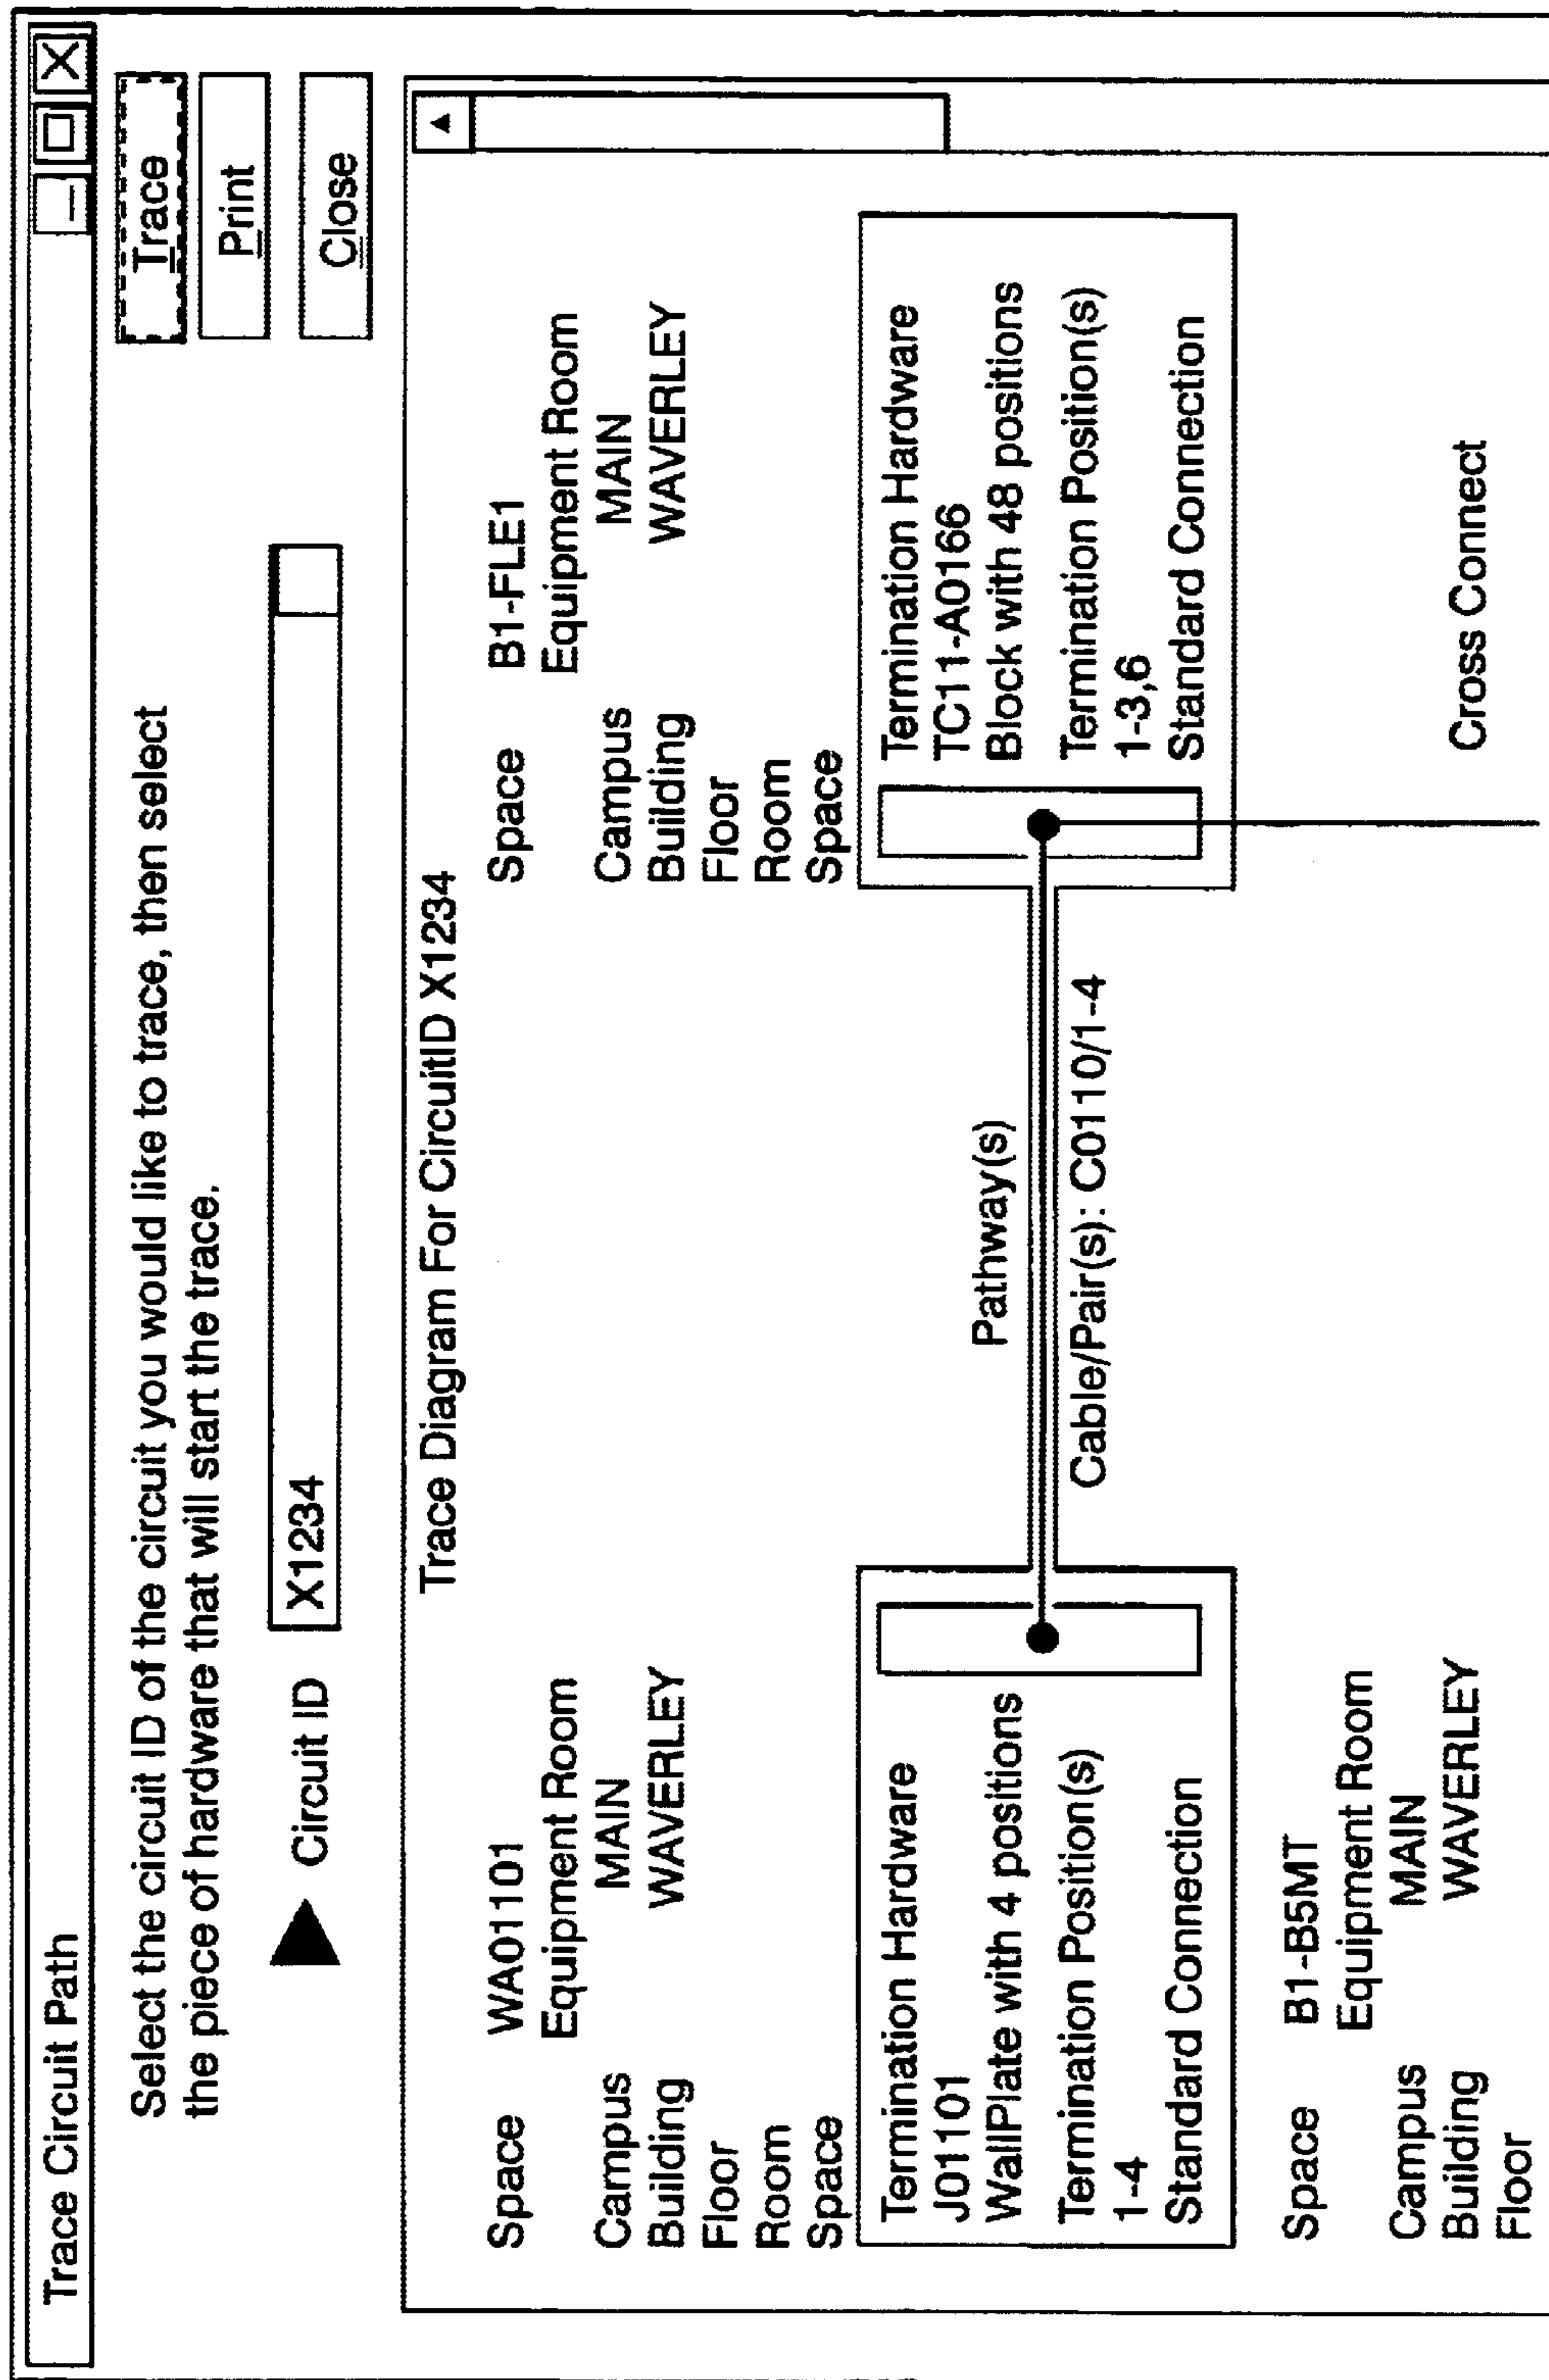 Trace Circuit Path
Select the circuit ID of the circuit you would like to trace, then select
the piece of hardware that will start the trace.
Trace
Print
Close
Circuit ID
X1234
Trace Diagram For CircuitID X1234
Space WA01101
Equipment Room
Campus MAIN
Building WAVERLEY
Floor
Room
Space
Termination Hardware
J01101
WallPlate with 4 positions
Termination Position(s)
1-4
Standard Connection
Pathway(s)
Cable/Pair(s): C0110/1-4
Space B1-FLE1
Equipment Room
Campus MAIN
Building WAVERLEY
Floor
Room
Space
Termination Hardware
TC11-A0166
Block with 48 positions
Termination Position(s)
1-3,6
Standard Connection
Cross Connect
Space B1-B5MT
Equipment Room
Campus MAIN
Building WAVERLEY
Floor